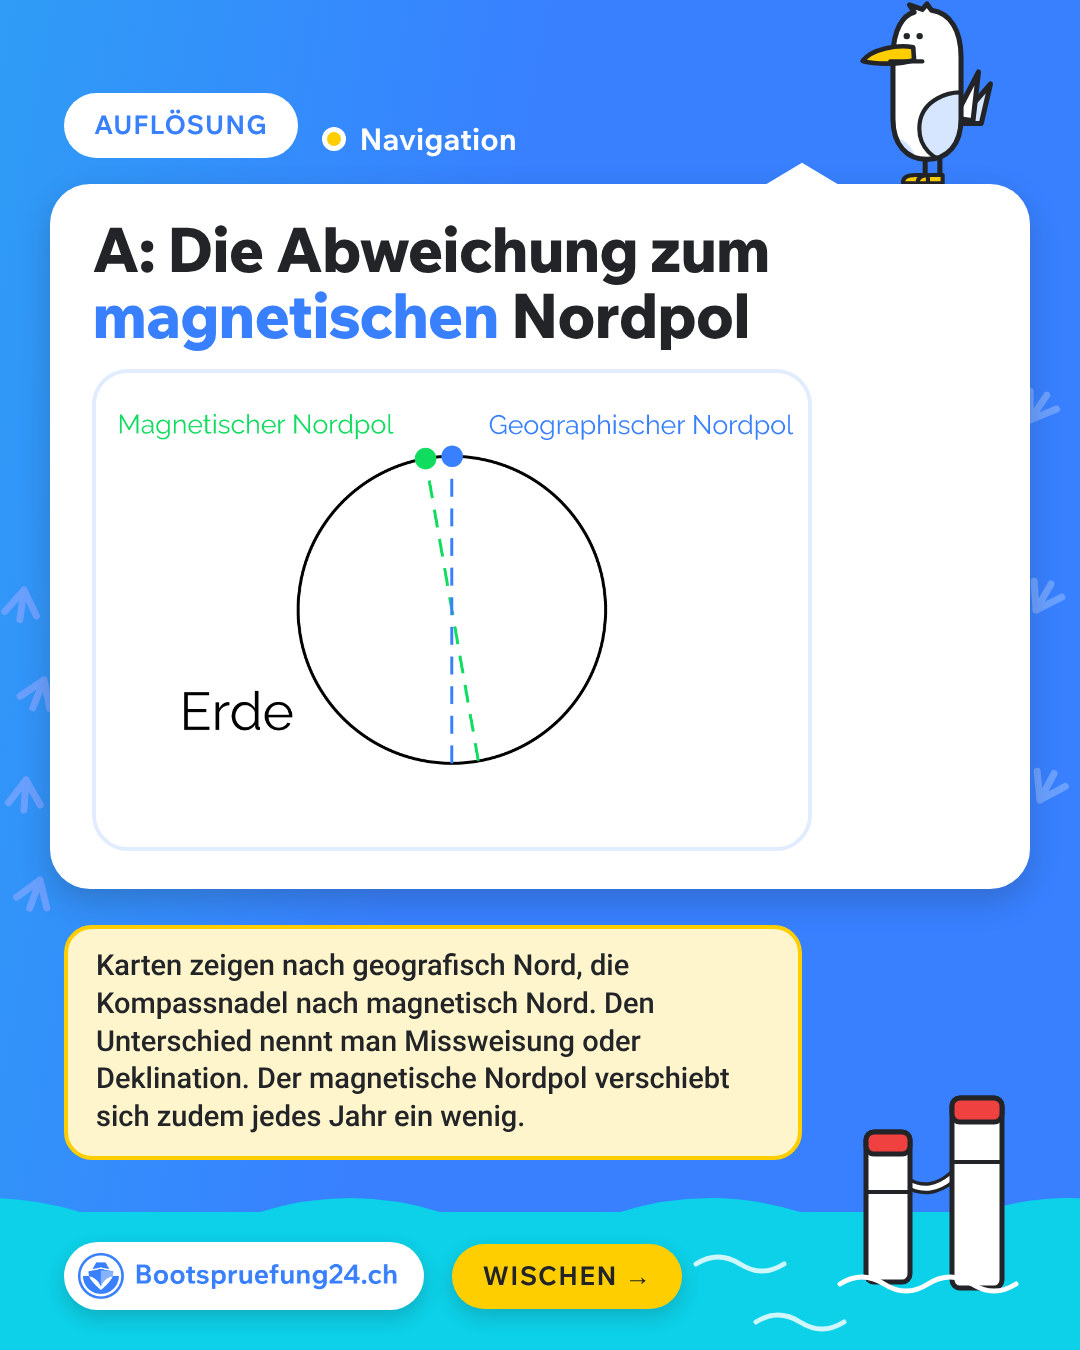 AUFLÖSUNG
Navigation
A: Die Abweichung zum
magnetischen Nordpol
Magnetischer Nordpol
Geographischer Nordpol
Erde
Karten zeigen nach geografisch Nord, die
Kompassnadel nach magnetisch Nord. Den
Unterschied nennt man Missweisung oder
Deklination. Der magnetische Nordpol verschiebt
sich zudem jedes Jahr ein wenig.
Bootspruefung24.ch
WISCHEN →